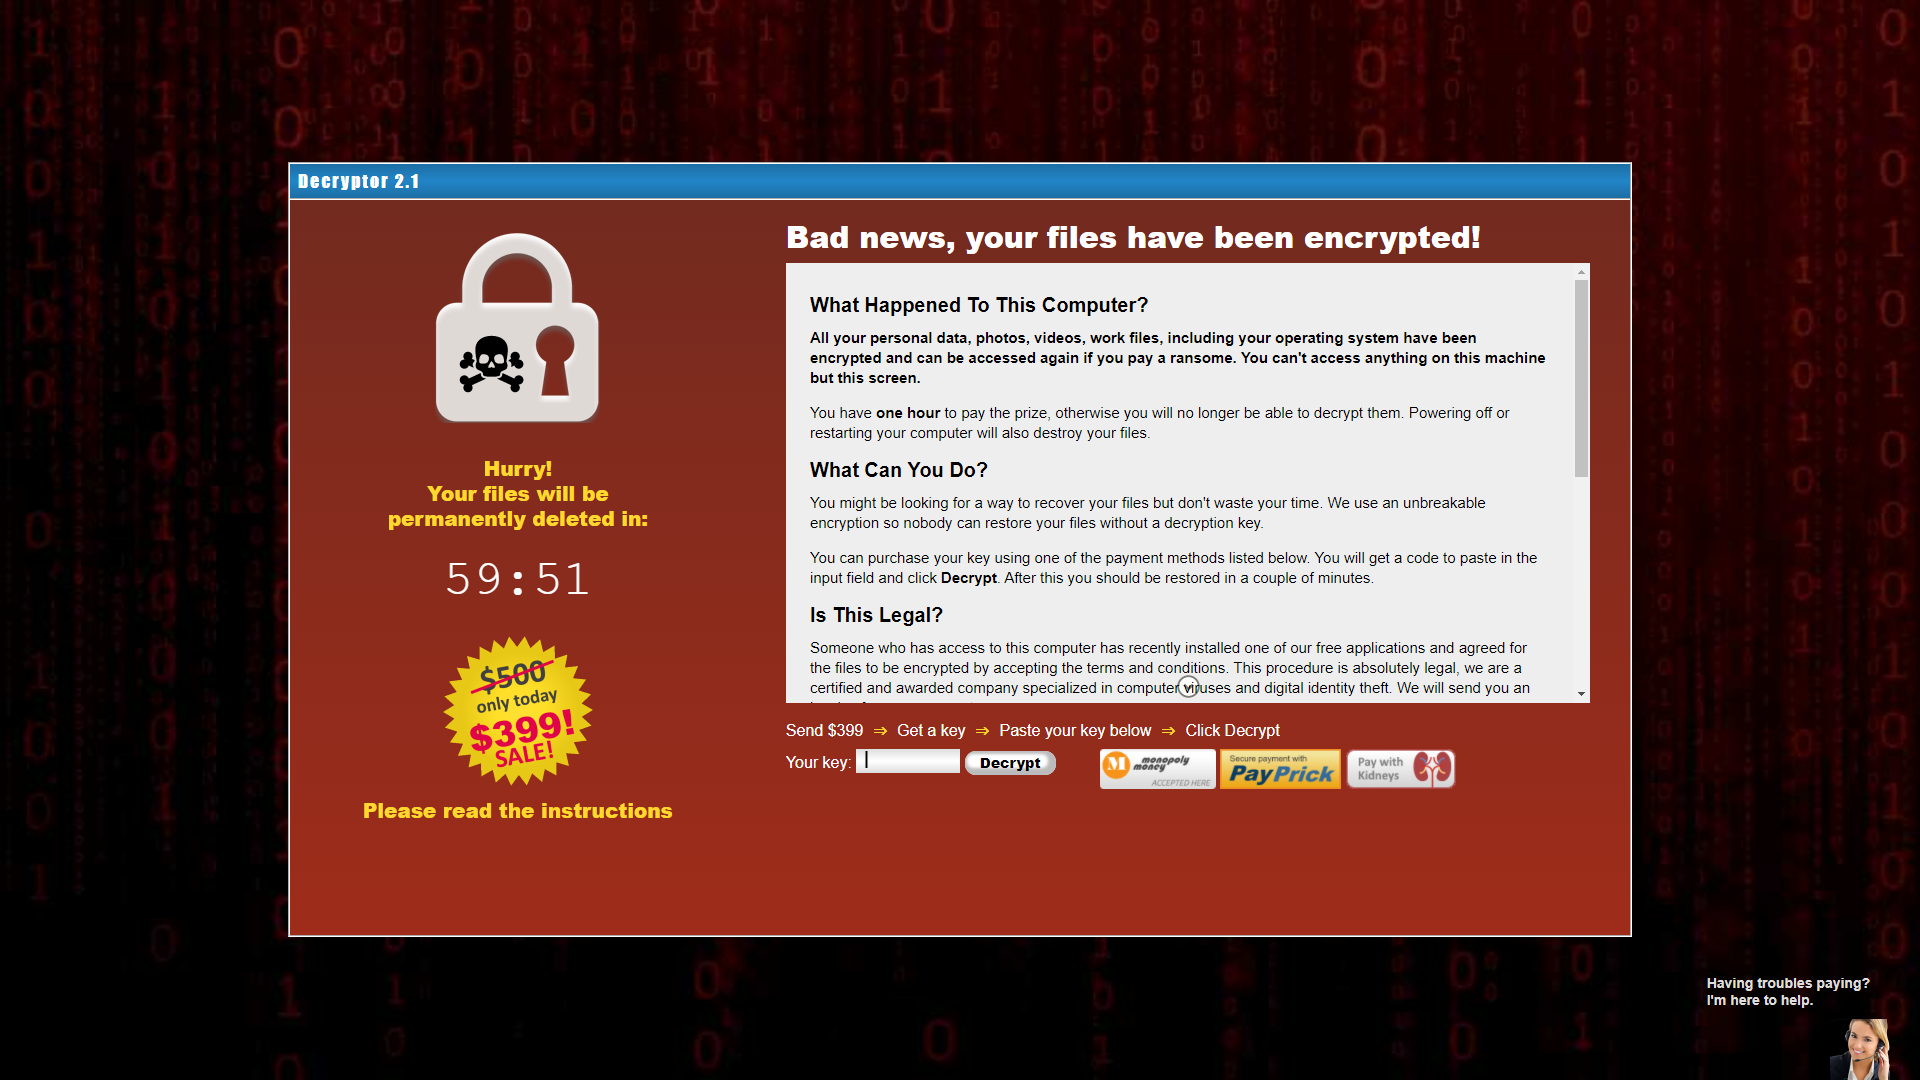 Decryptor 2.1
Bad news, your files have been encrypted!
What Happened To This Computer?
All your personal data, photos, videos, work files, including your operating system have been
encrypted and can be accessed again if you pay a ransome. You can't access anything on this machine
but this screen.
You have one hour to pay the prize, otherwise you will no longer be able to decrypt them. Powering off or
restarting your computer will also destroy your files.
What Can You Do?
You might be looking for a way to recover your files but don't waste your time. We use an unbreakable
encryption so nobody can restore your files without a decryption key.
You can purchase your key using one of the payment methods listed below. You will get a code to paste in the
input field and click Decrypt. After this you should be restored in a couple of minutes.
Is This Legal?
Someone who has access to this computer has recently installed one of our free applications and agreed for
the files to be encrypted by accepting the terms and conditions. This procedure is absolutely legal, we are a
certified and awarded company specialized in computer viruses and digital identity theft. We will send you an
Hurry!
Your files will be
permanently deleted in:
59:51
$500
only today
$399!
SALE!
Please read the instructions
Send $399 ⇒ Get a key ⇒ Paste your key below ⇒ Click Decrypt
Your key:
Decrypt
M monopoly
money
ACCEPTED HERE
Secure payment with
PayPrick
Pay with
Kidneys
Having troubles paying?
I'm here to help.